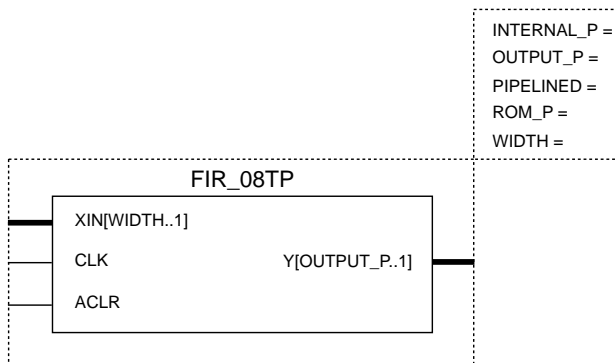 INTERNAL_P =
OUTPUT_P =
PIPELINED =
ROM_P =
WIDTH =
FIR_08TP
XIN[WIDTH..1]
CLK
Y[OUTPUT_P..1]
ACLR